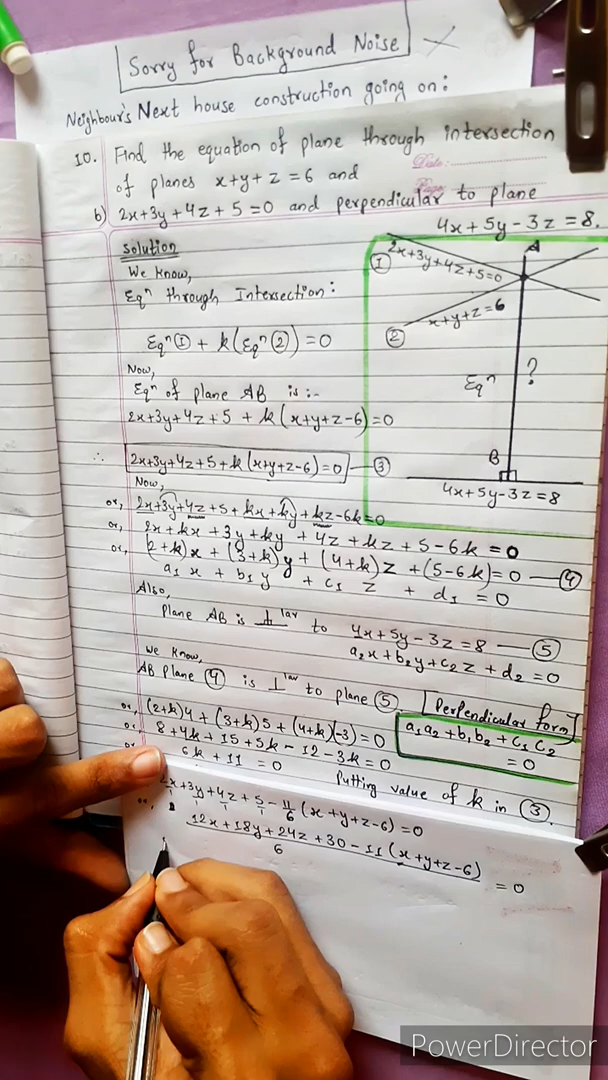 Sorry for Background Noise
Neighbour's Next house construction going on:
Date:
Page:
10. Find the equation of plane through intersection
of planes x+y+z=6 and
b) 2x+3y+4z+5=0 and perpendicular to plane
4x+5y-3z=8.
Solution
We Know,
Eqⁿ through Intersection:
Eqⁿ① + k(Eqⁿ②)=0
Now,
Eqⁿ of plane AB is :-
2x+3y+4z+5 + k(x+y+z-6)=0
∴ 2x+3y+4z+5+k(x+y+z-6)=0 — ③
Now,
or, 2x+3y+4z+5+kx+ky+kz-6k=0
or, 2x+kx+3y+ky+4z+kz+5-6k=0
or, (2+k)x+(3+k)y+(4+k)z+(5-6k)=0 — ④
a₁x + b₁y + c₁z + d₁ = 0
Also,
Plane AB is ⊥ lar to 4x+5y-3z=8 — ⑤
a₂x+b₂y+c₂z+d₂=0
We know,
AB Plane ④ is ⊥ lar to plane ⑤.
[Perpendicular form]
or, (2+k)4+(3+k)5+(4+k)(-3)=0
a₁a₂+b₁b₂+c₁c₂
=0
or, 8+4k+15+5k-12-3k=0
or, 6k+11=0
Putting value of k in ③
2x+3y+4z+5-11/6(x+y+z-6)=0
or, 12x+18y+24z+30-11(x+y+z-6)
6
=0
①
2x+3y+4z+5=0
A
②
x+y+z=6
Eqⁿ ?
B
4x+5y-3z=8
PowerDirector